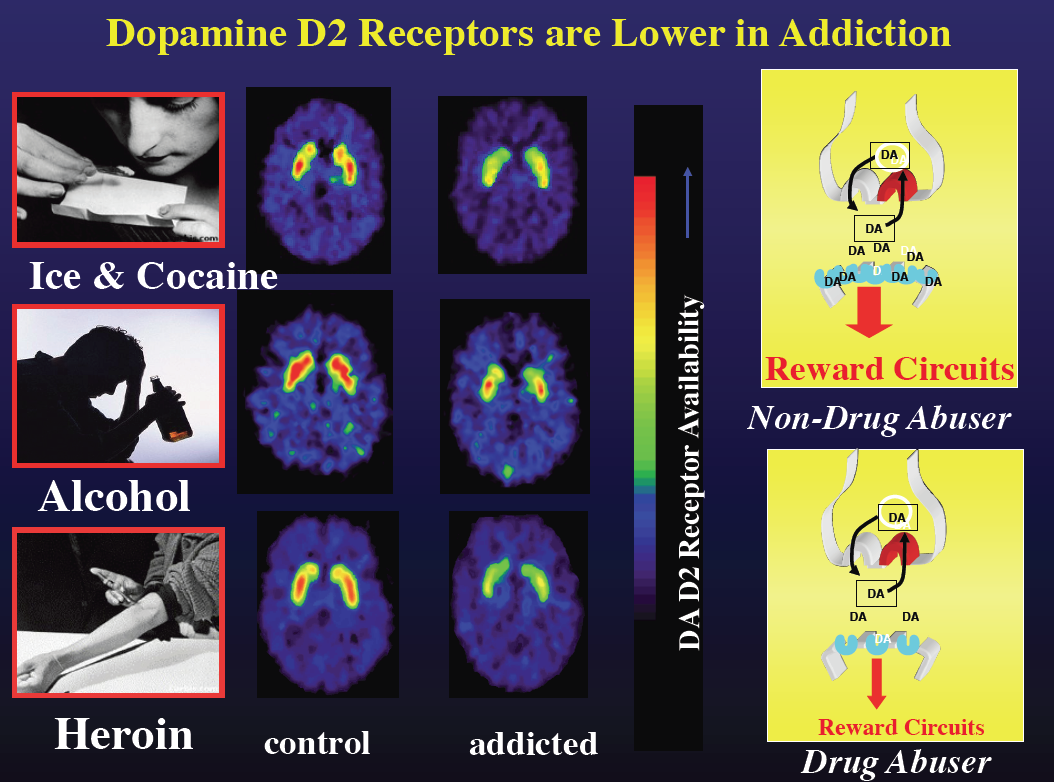 Dopamine D2 Receptors are Lower in Addiction
Ice & Cocaine
Alcohol
Heroin
control
addicted
DA D2 Receptor Availability
DA
DA
DA
DA
DA
DA
DA
DA
D
DA
DA
Reward Circuits
Non-Drug Abuser
DA
DA
DA
DA
DA
Reward Circuits
Drug Abuser